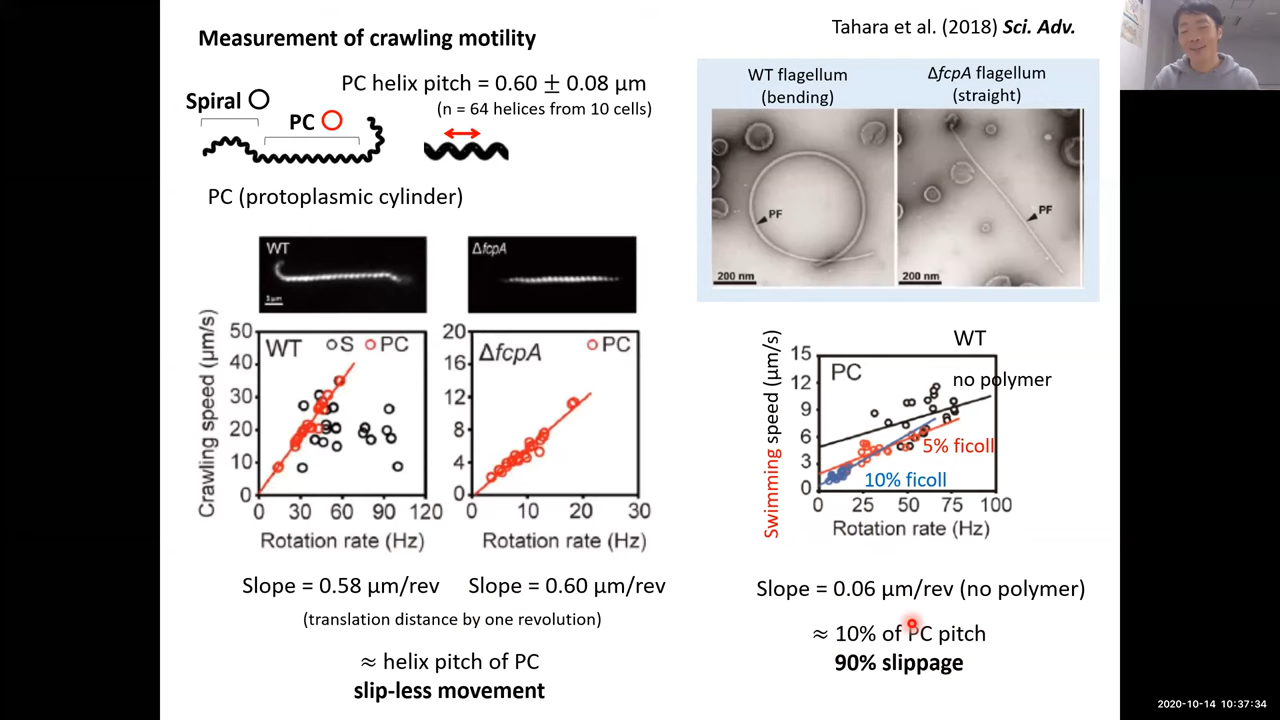 Measurement of crawling motility
Tahara et al. (2018) Sci. Adv.
PC helix pitch = 0.60 ± 0.08 µm
(n = 64 helices from 10 cells)
Spiral
PC
PC (protoplasmic cylinder)
WT flagellum
(bending)
ΔfcpA flagellum
(straight)
PF
200 nm
PF
200 nm
WT
1 µm
ΔfcpA
Crawling speed (µm/s)
50
40
30
20
10
0
WT
S
PC
0 30 60 90 120
Rotation rate (Hz)
20
16
12
8
4
0
ΔfcpA
PC
0 10 20 30
Rotation rate (Hz)
Slope = 0.58 µm/rev
Slope = 0.60 µm/rev
(translation distance by one revolution)
≈ helix pitch of PC
slip-less movement
WT
Swimming speed (µm/s)
15
12
9
6
3
0
PC
no polymer
5% ficoll
10% ficoll
0 25 50 75 100
Rotation rate (Hz)
Slope = 0.06 µm/rev (no polymer)
≈ 10% of PC pitch
90% slippage
2020-10-14 10:37:34